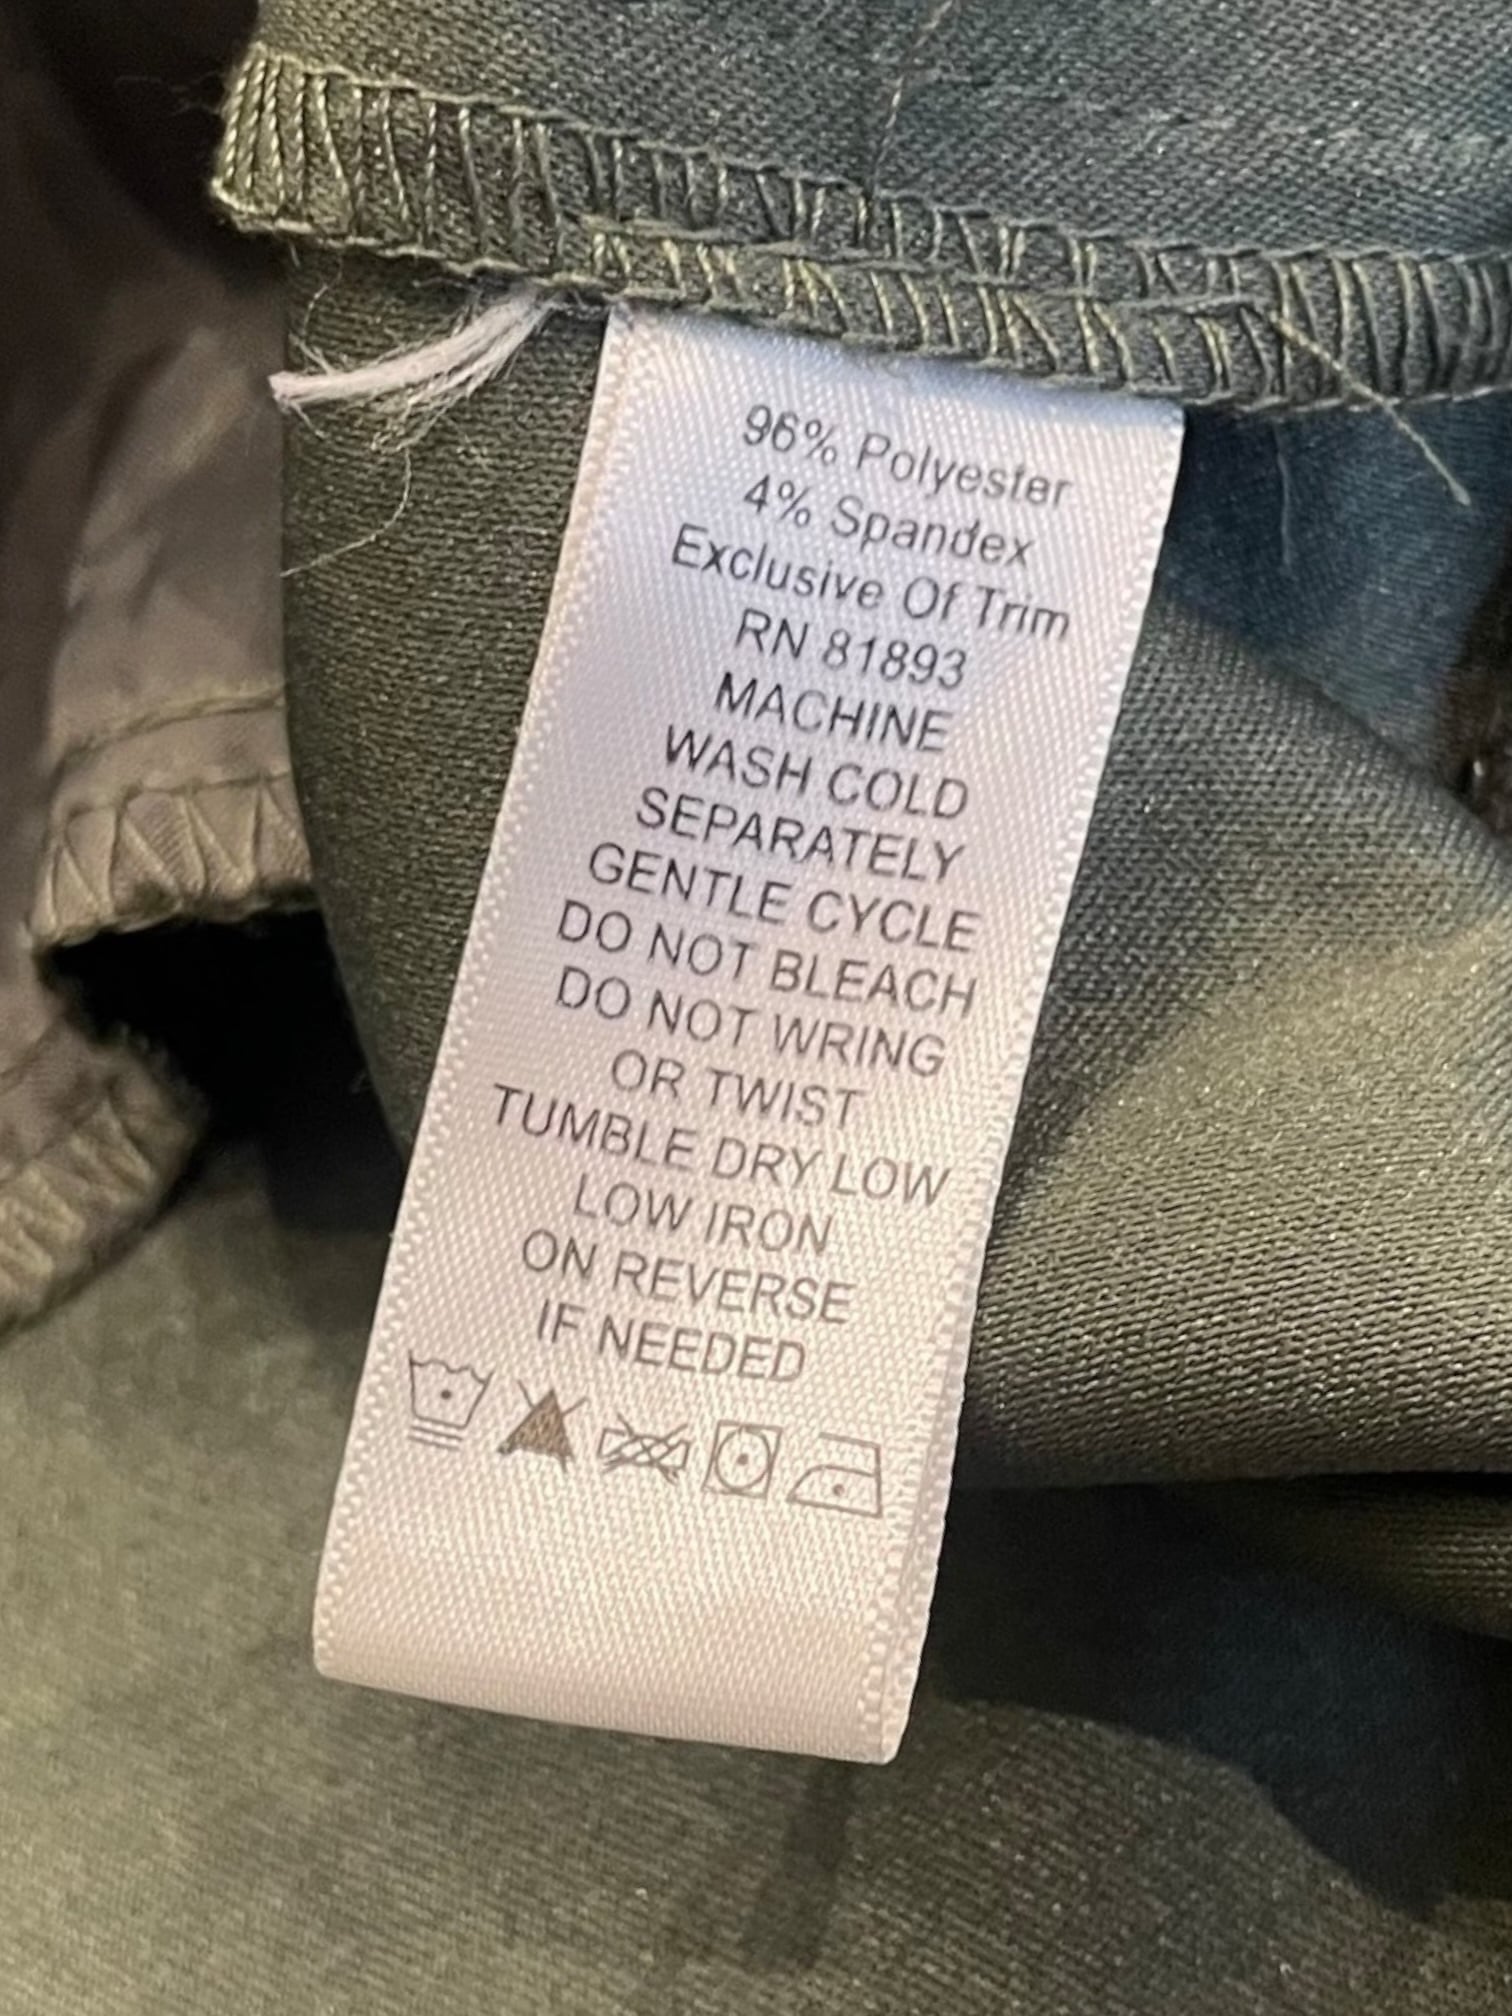 96% Polyester
4% Spandex
Exclusive Of Trim
RN 81893
MACHINE
WASH COLD
SEPARATELY
GENTLE CYCLE
DO NOT BLEACH
DO NOT WRING
OR TWIST
TUMBLE DRY LOW
LOW IRON
ON REVERSE
IF NEEDED